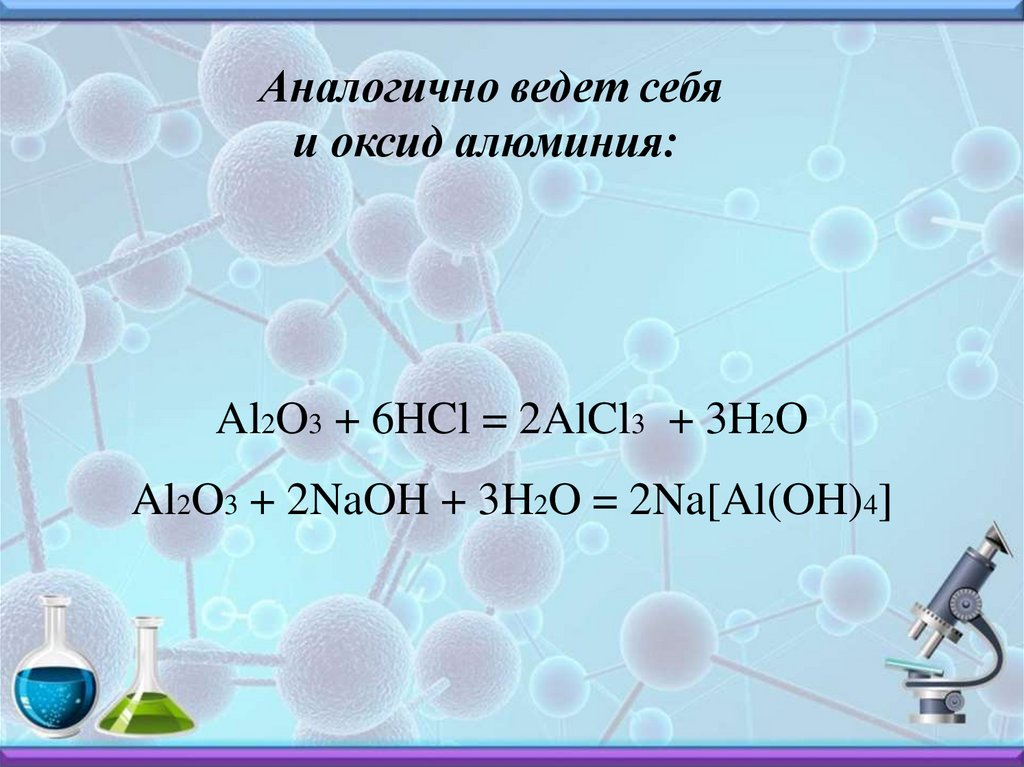 Аналогично ведет себя
и оксид алюминия:
Al2O3 + 6HCl = 2AlCl3 + 3H2O
Al2O3 + 2NaOH + 3H2O = 2Na[Al(OH)4]